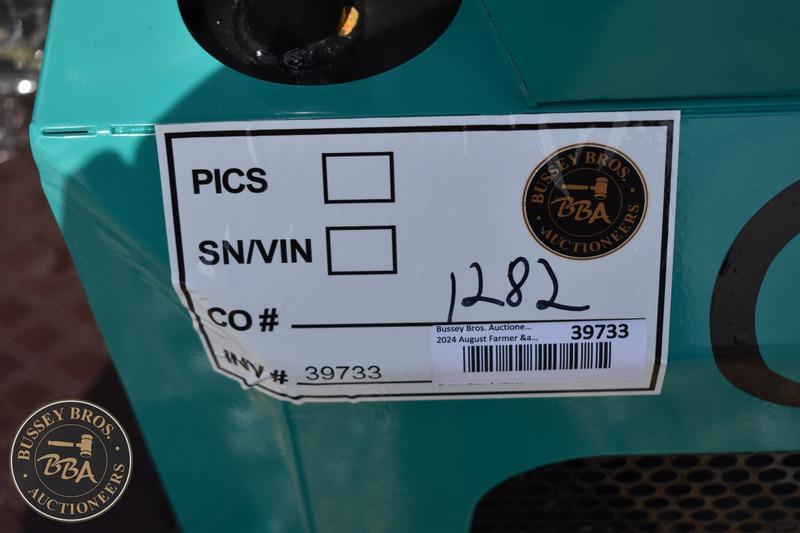 PICS
BUSSEY BROS.
BBA
AUCTIONEERS
SN/VIN
1282
CO #
Bussey Bros. Auctione...
2024 August Farmer &a...
39733
INV # 39733
BUSSEY BROS.
BBA
AUCTIONEERS